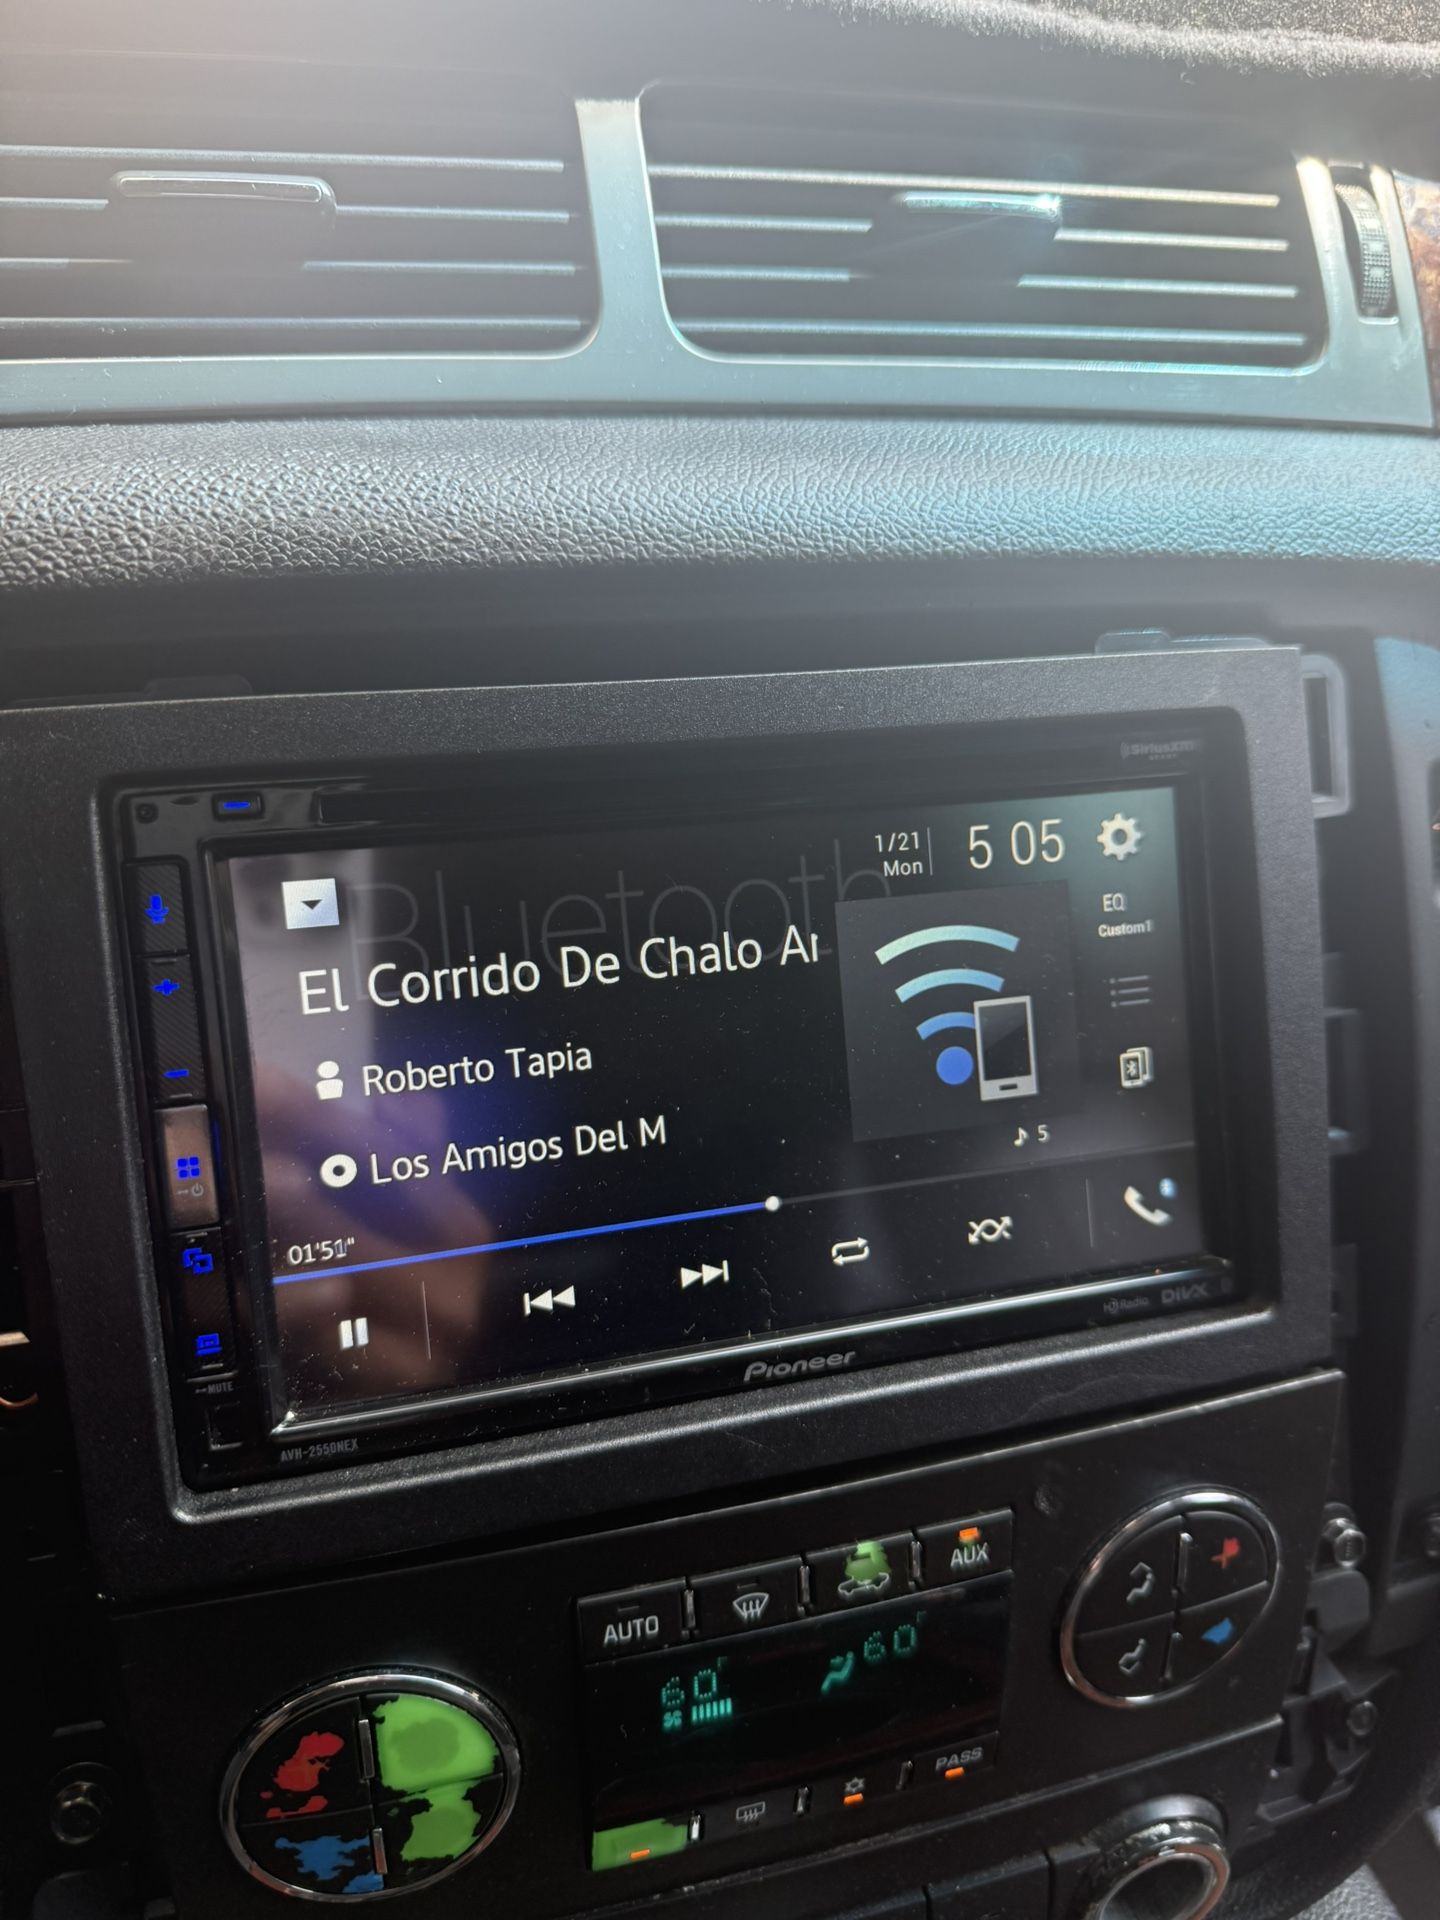 SiriusXM
1/21
Mon
5 05
Bluetooth
EQ
Custom1
El Corrido De Chalo Ar
Roberto Tapia
Los Amigos Del M
5
01'51"
HD Radio
DivX
Pioneer
MUTE
AVH-2550NEX
AUTO
AUX
60°
60°
PASS